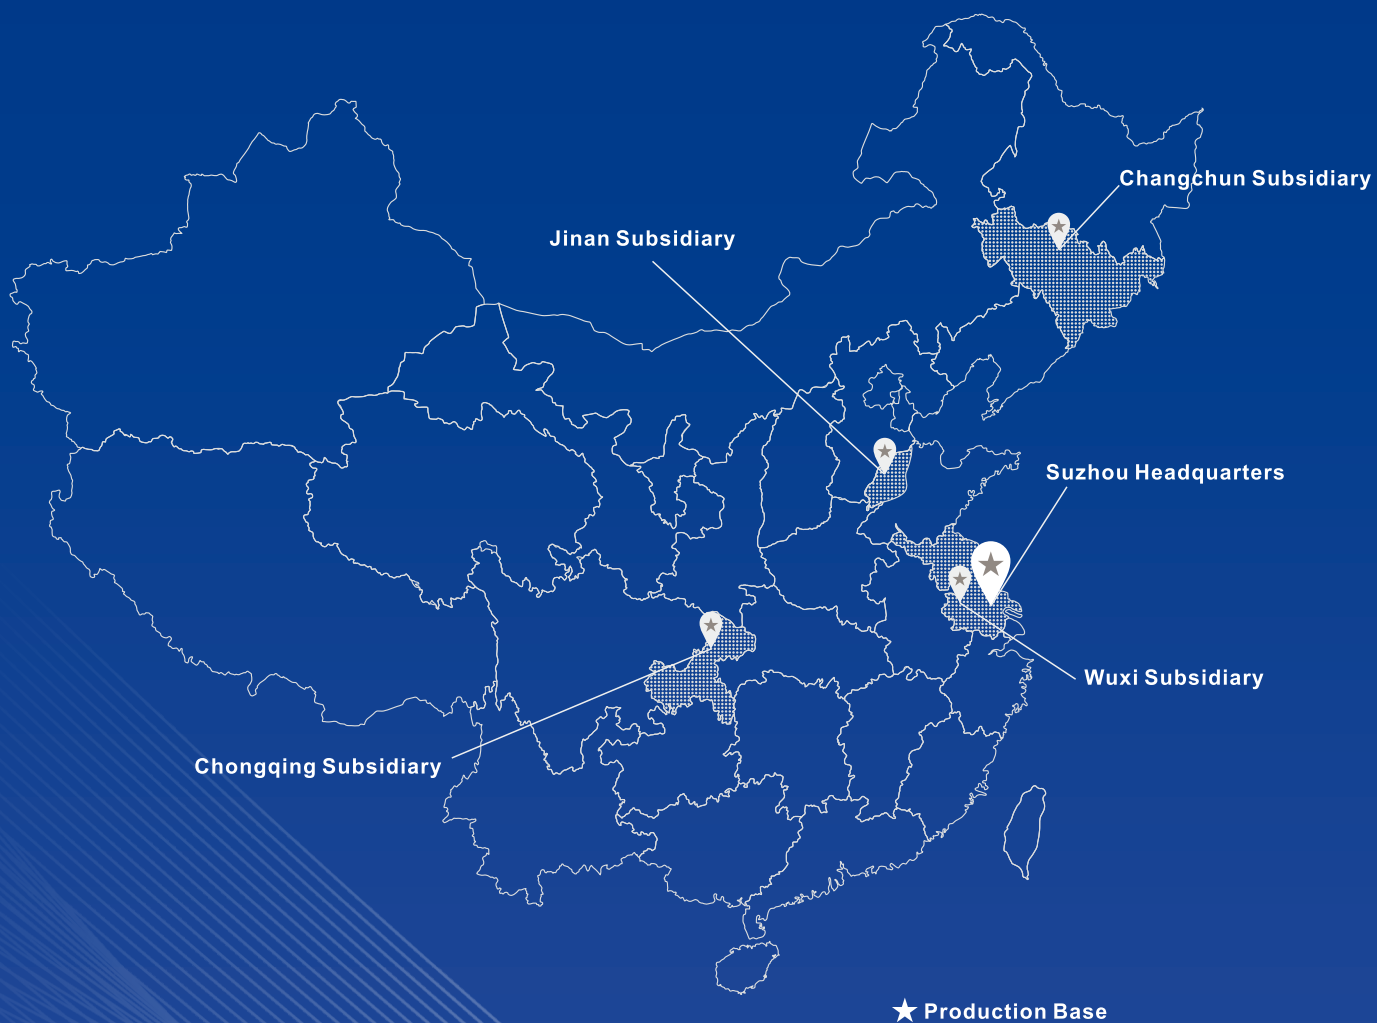 Changchun Subsidiary
Jinan Subsidiary
Suzhou Headquarters
Wuxi Subsidiary
Chongqing Subsidiary
Production Base